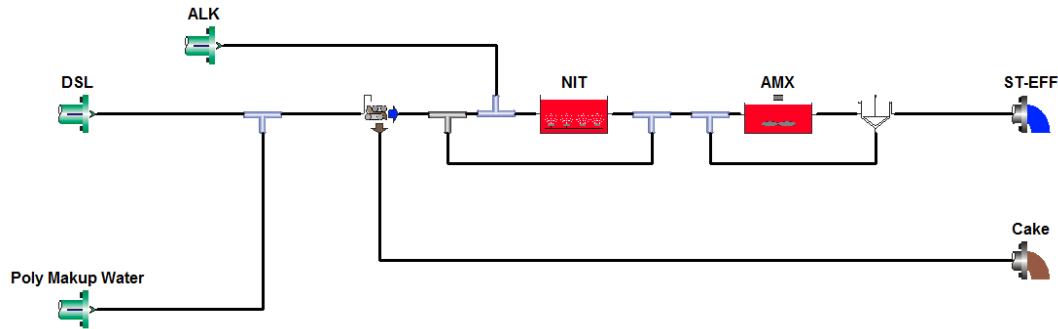 ALK
DSL
NIT
AMX
ST-EFF
Cake
Poly Makup Water